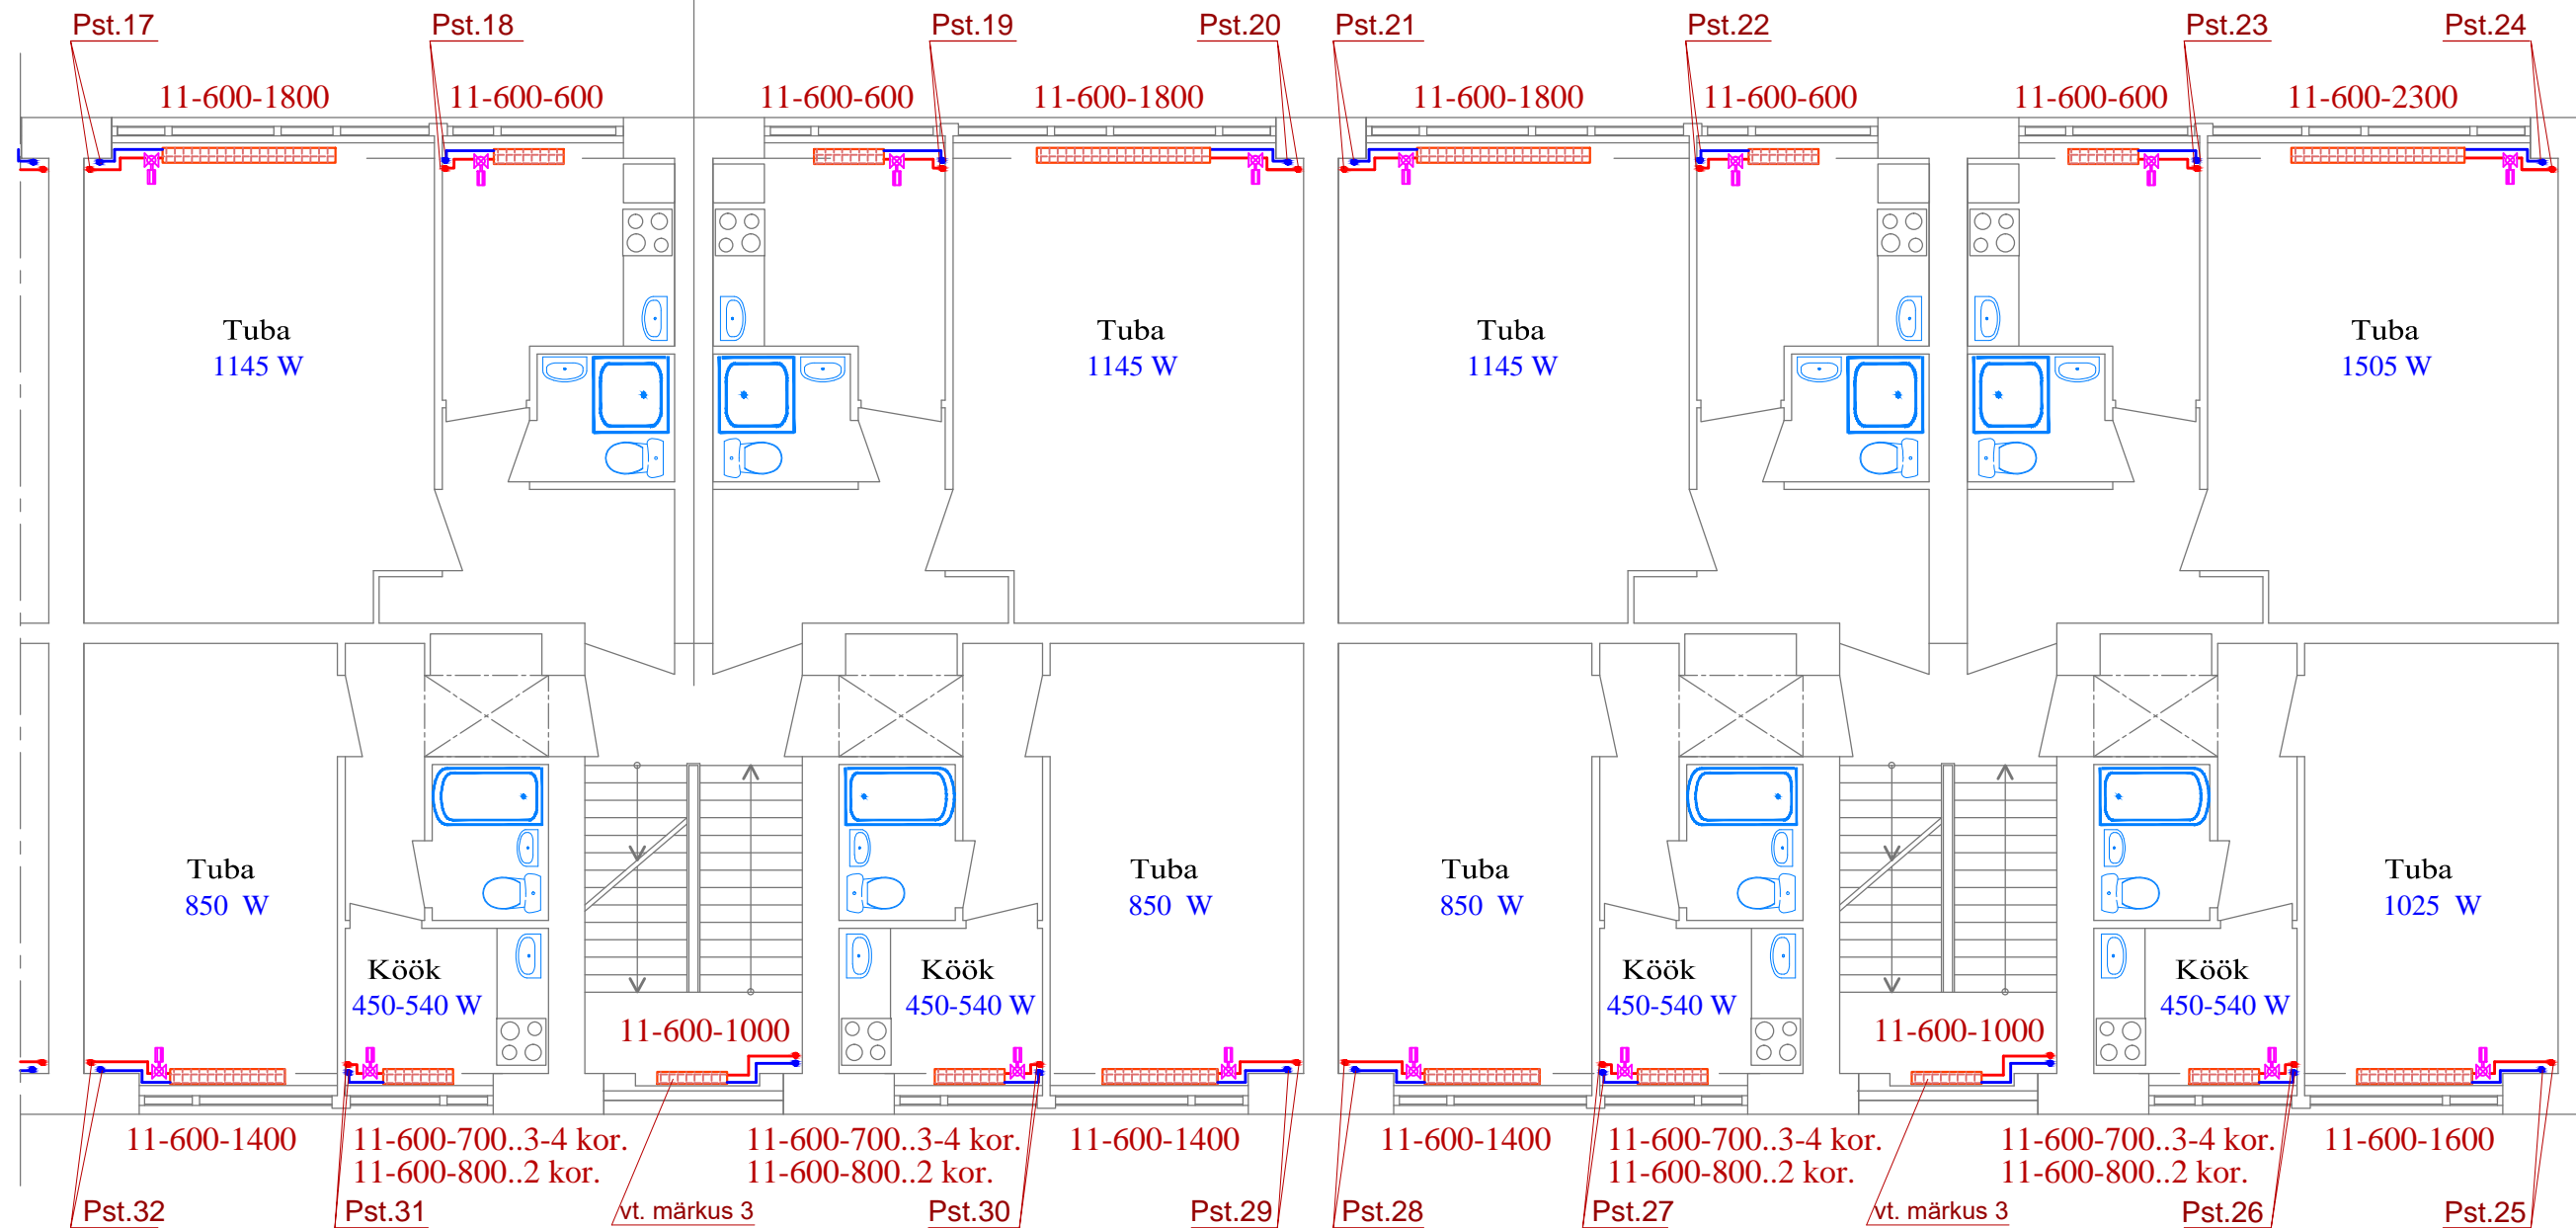 Pst.17
Pst.18
Pst.19
Pst.20
Pst.21
Pst.22
Pst.23
Pst.24
11-600-1800
11-600-600
11-600-600
11-600-1800
11-600-1800
11-600-600
11-600-600
11-600-2300
Tuba
1145 W
Tuba
1145 W
Tuba
1145 W
Tuba
1505 W
Tuba
850 W
Tuba
850 W
Tuba
850 W
Tuba
1025 W
Köök
450-540 W
Köök
450-540 W
Köök
450-540 W
Köök
450-540 W
11-600-1000
11-600-1000
11-600-1400
11-600-700..3-4 kor.
11-600-800..2 kor.
11-600-700..3-4 kor.
11-600-800..2 kor.
11-600-1400
11-600-1400
11-600-700..3-4 kor.
11-600-800..2 kor.
11-600-700..3-4 kor.
11-600-800..2 kor.
11-600-1600
Pst.32
Pst.31
vt. märkus 3
Pst.30
Pst.29
Pst.28
Pst.27
vt. märkus 3
Pst.26
Pst.25